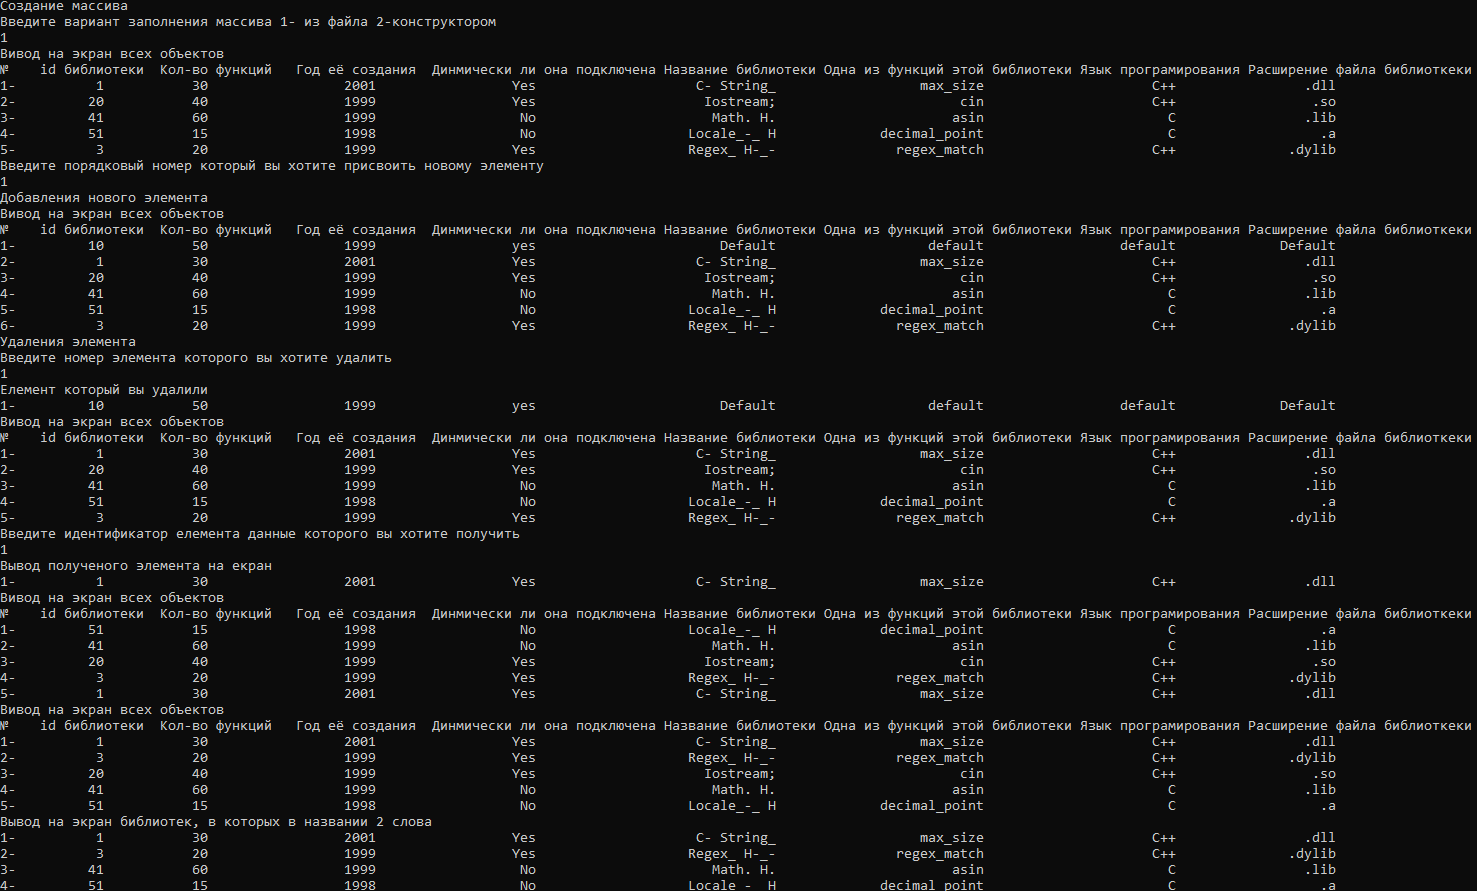 Создание массива
Введите вариант заполнения массива 1- из файла 2-конструктором
1
Вивод на экран всех объектов
№ id библиотеки Кол-во функций Год её создания Динмически ли она подключена Название библиотеки Одна из функций этой библиотеки Язык програмирования Расширение файла библиоткеки
1- 1 30 2001 Yes C- String_ max_size C++ .dll
2- 20 40 1999 Yes Iostream; cin C++ .so
3- 41 60 1999 No Math. H. asin C .lib
4- 51 15 1998 No Locale_-_ H decimal_point C .a
5- 3 20 1999 Yes Regex_ H-_- regex_match C++ .dylib
Введите порядковый номер который вы хотите присвоить новому элементу
1
Добавления нового элемента
Вивод на экран всех объектов
№ id библиотеки Кол-во функций Год её создания Динмически ли она подключена Название библиотеки Одна из функций этой библиотеки Язык програмирования Расширение файла библиоткеки
1- 10 50 1999 yes Default default default Default
2- 1 30 2001 Yes C- String_ max_size C++ .dll
3- 20 40 1999 Yes Iostream; cin C++ .so
4- 41 60 1999 No Math. H. asin C .lib
5- 51 15 1998 No Locale_-_ H decimal_point C .a
6- 3 20 1999 Yes Regex_ H-_- regex_match C++ .dylib
Удаления элемента
Введите номер элемента которого вы хотите удалить
1
Елемент который вы удалили
1- 10 50 1999 yes Default default default Default
Вивод на экран всех объектов
№ id библиотеки Кол-во функций Год её создания Динмически ли она подключена Название библиотеки Одна из функций этой библиотеки Язык програмирования Расширение файла библиоткеки
1- 1 30 2001 Yes C- String_ max_size C++ .dll
2- 20 40 1999 Yes Iostream; cin C++ .so
3- 41 60 1999 No Math. H. asin C .lib
4- 51 15 1998 No Locale_-_ H decimal_point C .a
5- 3 20 1999 Yes Regex_ H-_- regex_match C++ .dylib
Введите идентификатор елемента данные которого вы хотите получить
1
Вывод полученого элемента на екран
1- 1 30 2001 Yes C- String_ max_size C++ .dll
Вивод на экран всех объектов
№ id библиотеки Кол-во функций Год её создания Динмически ли она подключена Название библиотеки Одна из функций этой библиотеки Язык програмирования Расширение файла библиоткеки
1- 51 15 1998 No Locale_-_ H decimal_point C .a
2- 41 60 1999 No Math. H. asin C .lib
3- 20 40 1999 Yes Iostream; cin C++ .so
4- 3 20 1999 Yes Regex_ H-_- regex_match C++ .dylib
5- 1 30 2001 Yes C- String_ max_size C++ .dll
Вивод на экран всех объектов
№ id библиотеки Кол-во функций Год её создания Динмически ли она подключена Название библиотеки Одна из функций этой библиотеки Язык програмирования Расширение файла библиоткеки
1- 1 30 2001 Yes C- String_ max_size C++ .dll
2- 3 20 1999 Yes Regex_ H-_- regex_match C++ .dylib
3- 20 40 1999 Yes Iostream; cin C++ .so
4- 41 60 1999 No Math. H. asin C .lib
5- 51 15 1998 No Locale_-_ H decimal_point C .a
Вывод на экран библиотек, в которых в названии 2 слова
1- 1 30 2001 Yes C- String_ max_size C++ .dll
2- 3 20 1999 Yes Regex_ H-_- regex_match C++ .dylib
3- 41 60 1999 No Math. H. asin C .lib
4- 51 15 1998 No Locale_-_ H decimal_point C .a